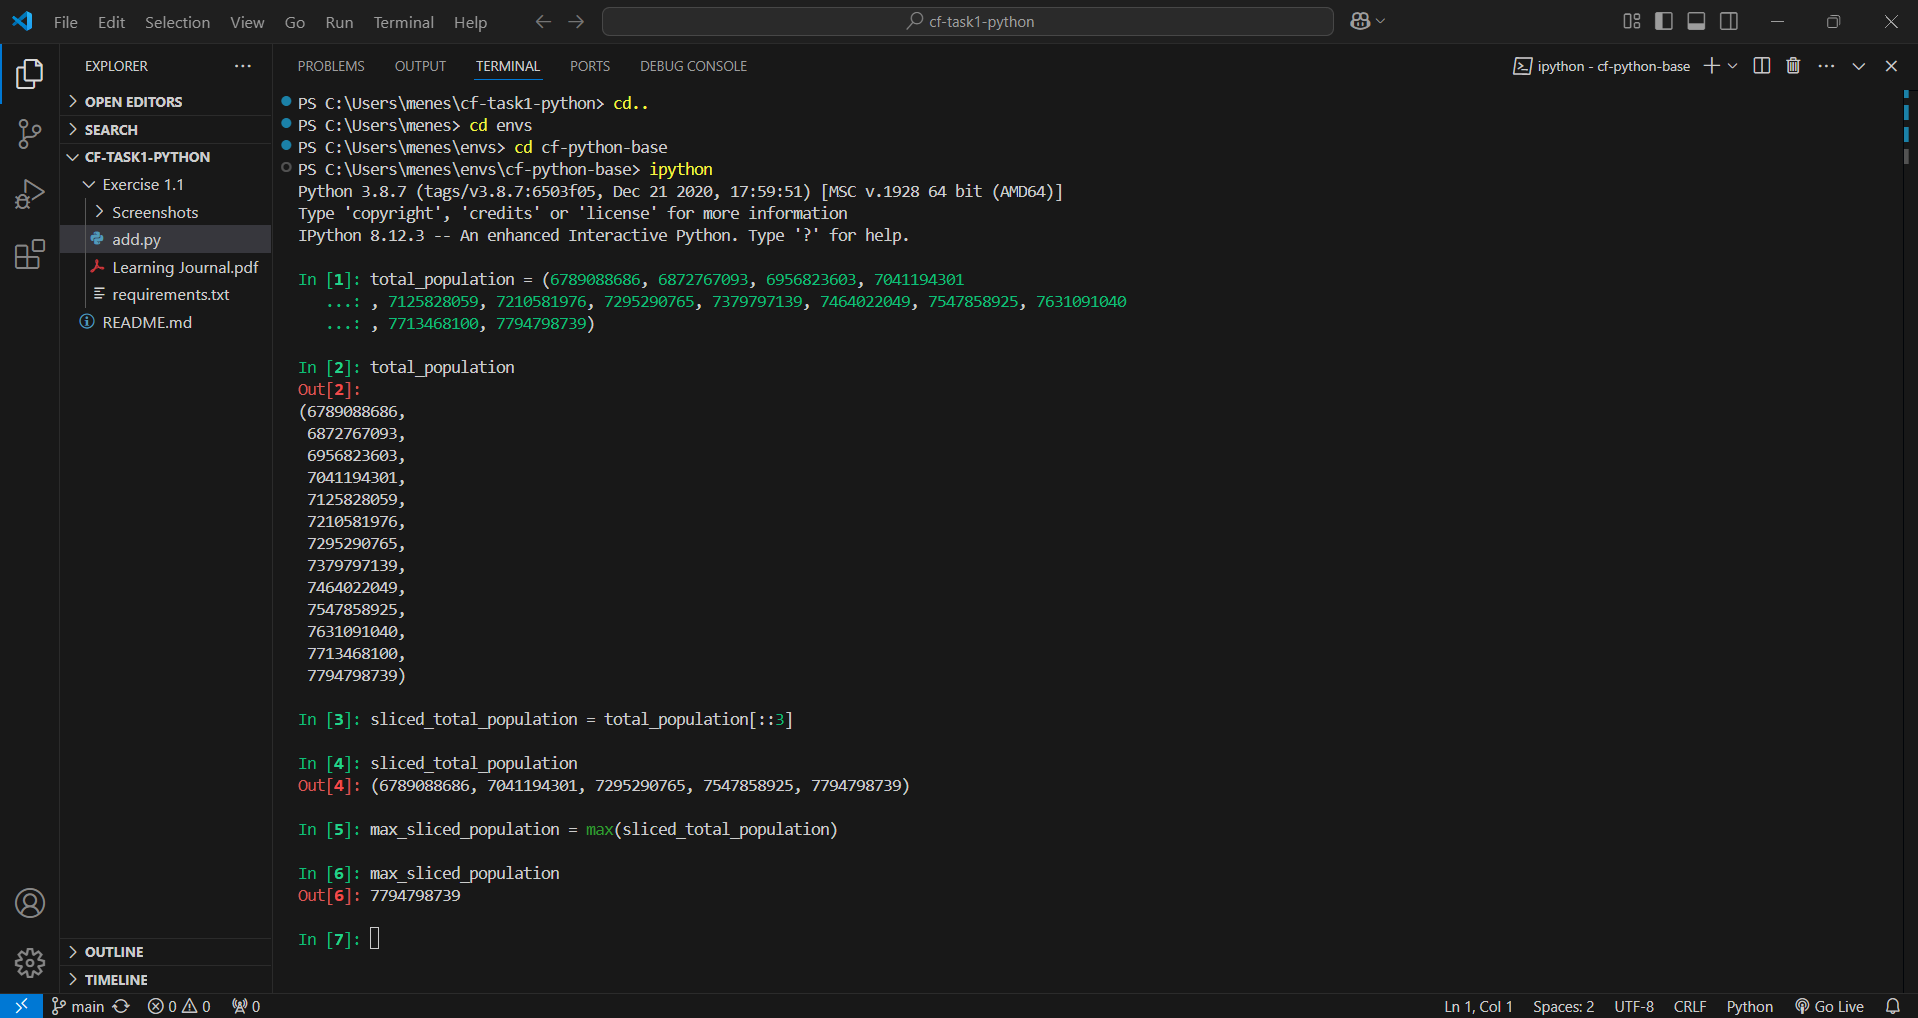 File Edit Selection View Go Run Terminal Help
cf-task1-python
EXPLORER
OPEN EDITORS
SEARCH
CF-TASK1-PYTHON
Exercise 1.1
Screenshots
add.py
Learning Journal.pdf
requirements.txt
README.md
OUTLINE
TIMELINE
PROBLEMS OUTPUT TERMINAL PORTS DEBUG CONSOLE
ipython - cf-python-base
PS C:\Users\menes\cf-task1-python> cd..
PS C:\Users\menes> cd envs
PS C:\Users\menes\envs> cd cf-python-base
PS C:\Users\menes\envs\cf-python-base> ipython
Python 3.8.7 (tags/v3.8.7:6503f05, Dec 21 2020, 17:59:51) [MSC v.1928 64 bit (AMD64)]
Type 'copyright', 'credits' or 'license' for more information
IPython 8.12.3 -- An enhanced Interactive Python. Type '?' for help.
In [1]: total_population = (6789088686, 6872767093, 6956823603, 7041194301
...: , 7125828059, 7210581976, 7295290765, 7379797139, 7464022049, 7547858925, 7631091040
...: , 7713468100, 7794798739)
In [2]: total_population
Out[2]:
(6789088686,
6872767093,
6956823603,
7041194301,
7125828059,
7210581976,
7295290765,
7379797139,
7464022049,
7547858925,
7631091040,
7713468100,
7794798739)
In [3]: sliced_total_population = total_population[::3]
In [4]: sliced_total_population
Out[4]: (6789088686, 7041194301, 7295290765, 7547858925, 7794798739)
In [5]: max_sliced_population = max(sliced_total_population)
In [6]: max_sliced_population
Out[6]: 7794798739
In [7]:
main 0 0 0
Ln 1, Col 1 Spaces: 2 UTF-8 CRLF Python Go Live